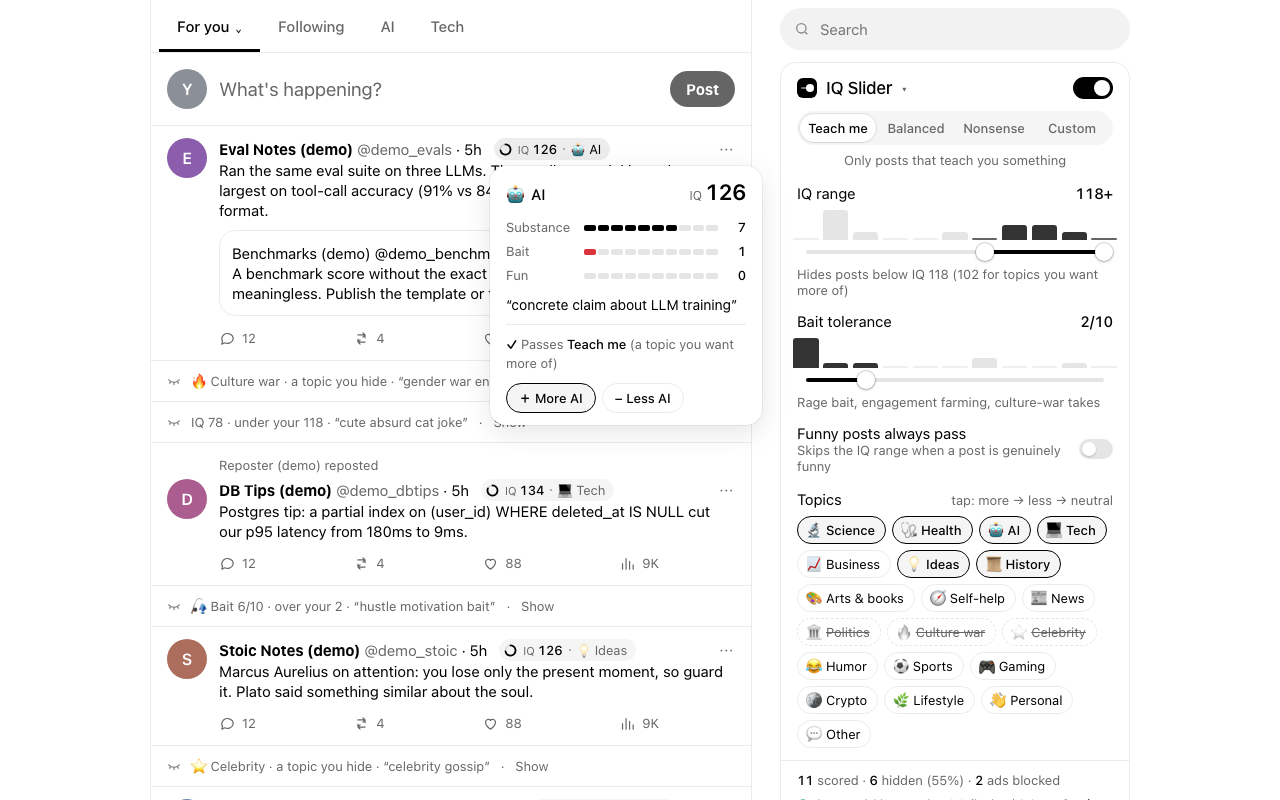 For you
Following
AI
Tech
Y
What's happening?
Post
E
Eval Notes (demo) @demo_evals · 5h
IQ 126 · AI
Ran the same eval suite on three LLMs.
largest on tool-call accuracy (91% vs
format.
Benchmarks (demo) @demo_benchm
A benchmark score without the exact
meaningless. Publish the template or
12
4
Culture war · a topic you hide · “gender war en
IQ 78 · under your 118 · “cute absurd cat joke” ·
AI
IQ 126
Substance 7
Bait 1
Fun 0
“concrete claim about LLM training”
✓ Passes Teach me (a topic you want
more of)
+ More AI
– Less AI
Reposter (demo) reposted
D
DB Tips (demo) @demo_dbtips · 5h
IQ 134 · Tech
Postgres tip: a partial index on (user_id) WHERE deleted_at IS NULL cut
our p95 latency from 180ms to 9ms.
12
4
88
9K
Bait 6/10 · over your 2 · “hustle motivation bait” · Show
S
Stoic Notes (demo) @demo_stoic · 5h
IQ 126 · Ideas
Marcus Aurelius on attention: you lose only the present moment, so guard
it. Plato said something similar about the soul.
12
4
88
9K
Celebrity · a topic you hide · “celebrity gossip” · Show
Search
IQ Slider
Teach me
Balanced
Nonsense
Custom
Only posts that teach you something
IQ range 118+
Hides posts below IQ 118 (102 for topics you want
more of)
Bait tolerance 2/10
Rage bait, engagement farming, culture-war takes
Funny posts always pass
Skips the IQ range when a post is genuinely
funny
Topics tap: more → less → neutral
Science
Health
AI
Tech
Business
Ideas
History
Arts & books
Self-help
News
Politics
Culture war
Celebrity
Humor
Sports
Gaming
Crypto
Lifestyle
Personal
Other
11 scored · 6 hidden (55%) · 2 ads blocked